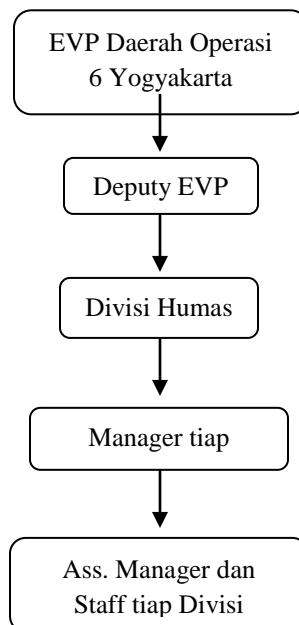 EVP Daerah Operasi
6 Yogyakarta
Deputy EVP
Divisi Humas
Manager tiap
Ass. Manager dan
Staff tiap Divisi